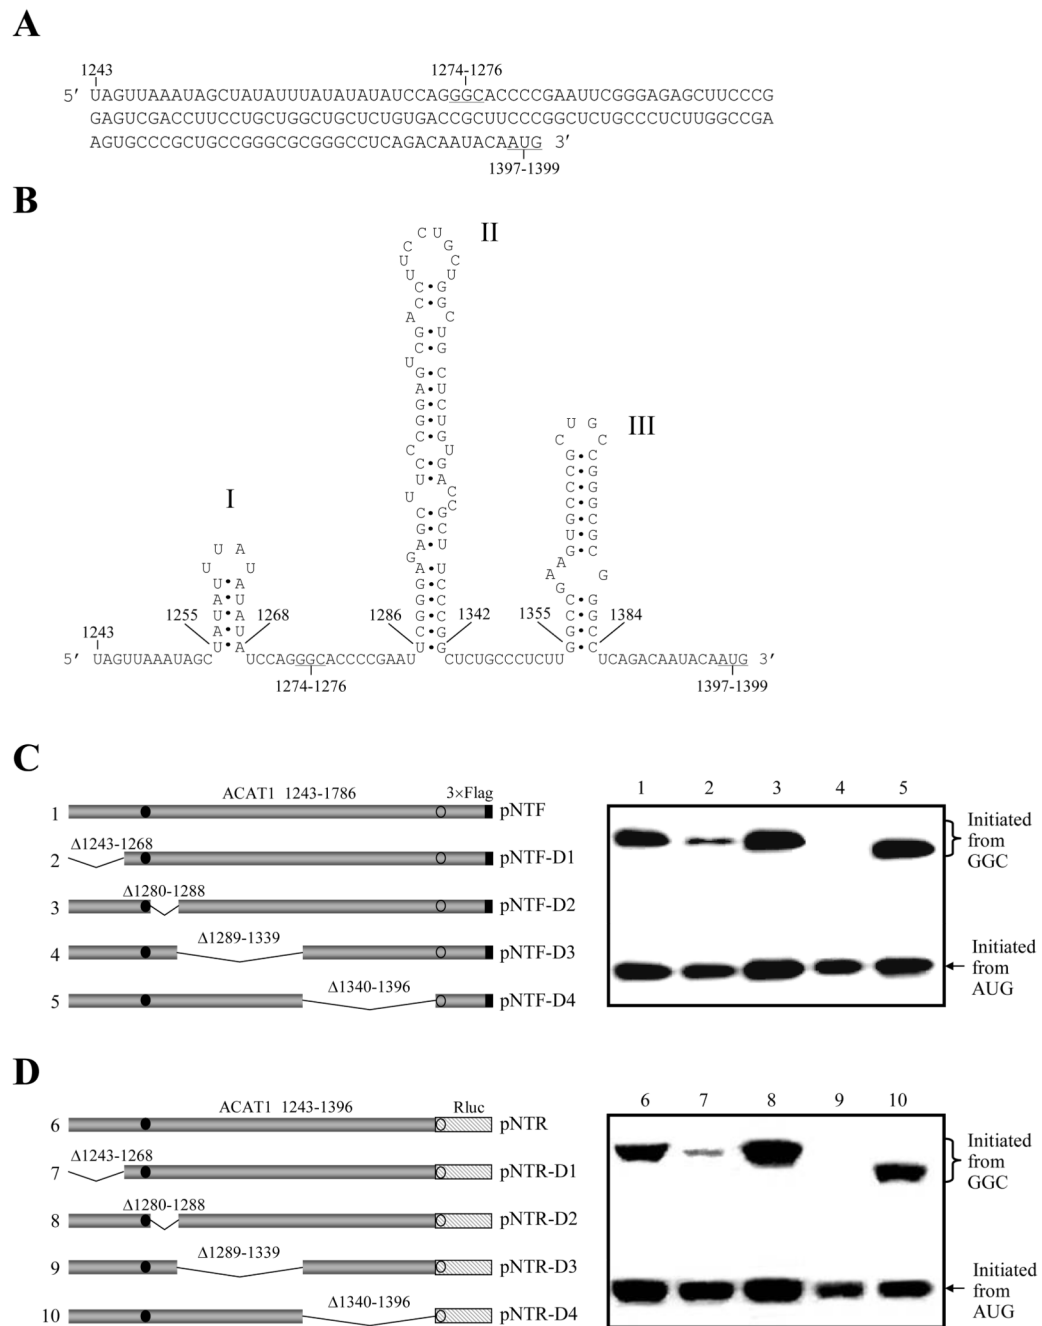 A
1243
1274-1276
5′ UAGUUAAAUAGCUAUAUUUAUAUAUAUCCAGGGCACCCCGAAUUCGGGAGAGCUUCCCG
GAGUCGACCUUCCUGCUGGCUGCUCUGUGACCGCUUCCCGGCUCUGCCCUCUUGGCCGA
AGUGCCCGCUGCCGGGCGCGGGCCUCAGACAAUACAAUG 3′
1397-1399
B
II
III
I
1243
1255
1268
1286
1342
1355
1384
5′ UAGUUAAAUAGC
UCCAGGGCACCCCGAAU
CUCUGCCCUCUU
UCAGACAAUACAAUG 3′
1274-1276
1397-1399
C
ACAT1 1243-1786
3×Flag
1
pNTF
Δ1243-1268
2
pNTF-D1
Δ1280-1288
3
pNTF-D2
Δ1289-1339
4
pNTF-D3
Δ1340-1396
5
pNTF-D4
1 2 3 4 5
Initiated
from
GGC
Initiated
from
AUG
D
ACAT1 1243-1396
Rluc
6
pNTR
Δ1243-1268
7
pNTR-D1
Δ1280-1288
8
pNTR-D2
Δ1289-1339
9
pNTR-D3
Δ1340-1396
10
pNTR-D4
6 7 8 9 10
Initiated
from
GGC
Initiated
from
AUG